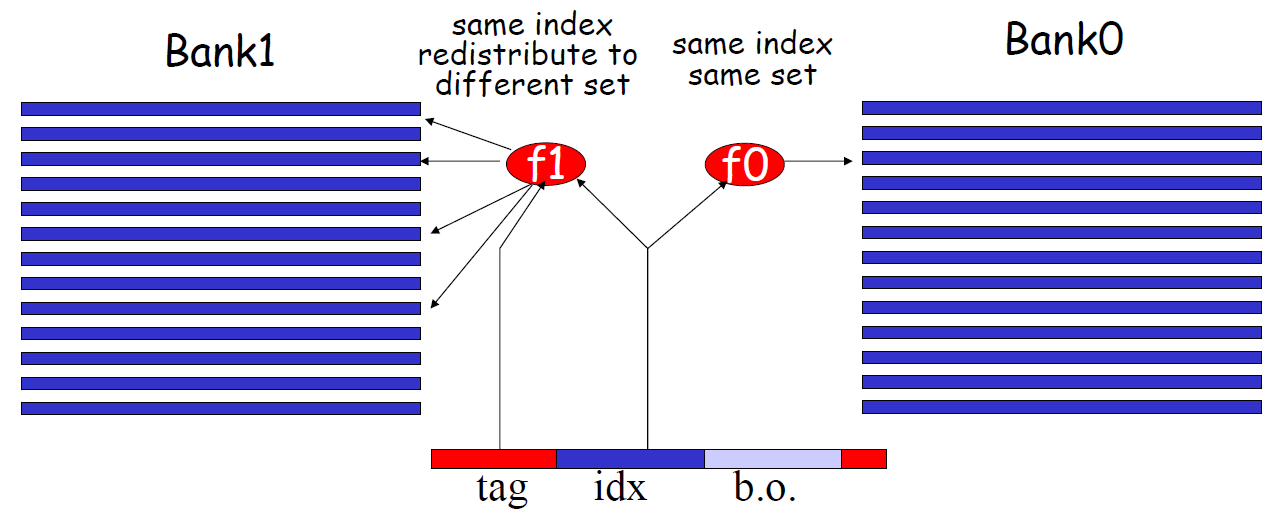 Bank1
same index
redistribute to
different set
same index
same set
Bank0
f1
f0
tag
idx
b.o.